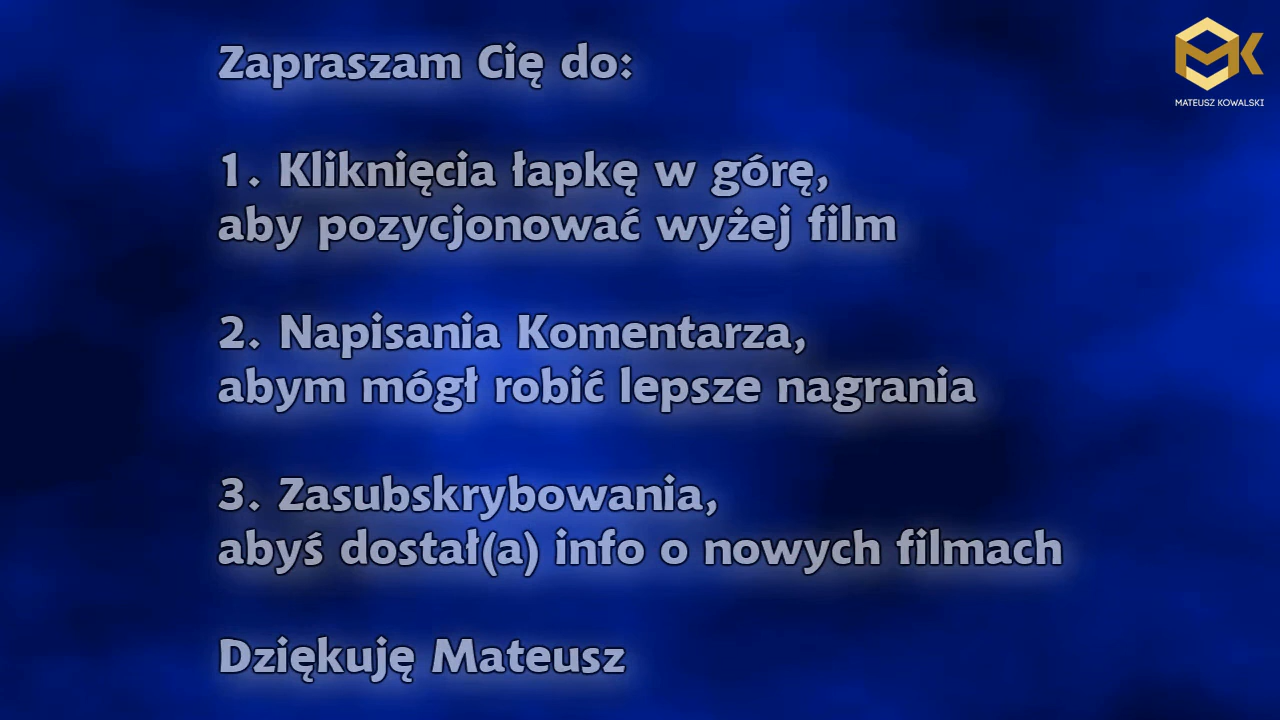 Zapraszam Cię do:
1. Kliknięcia łapkę w górę,
aby pozycjonować wyżej film
2. Napisania Komentarza,
abym mógł robić lepsze nagrania
3. Zasubskrybowania,
abyś dostał(a) info o nowych filmach
Dziękuję Mateusz
MK
MATEUSZ KOWALSKI